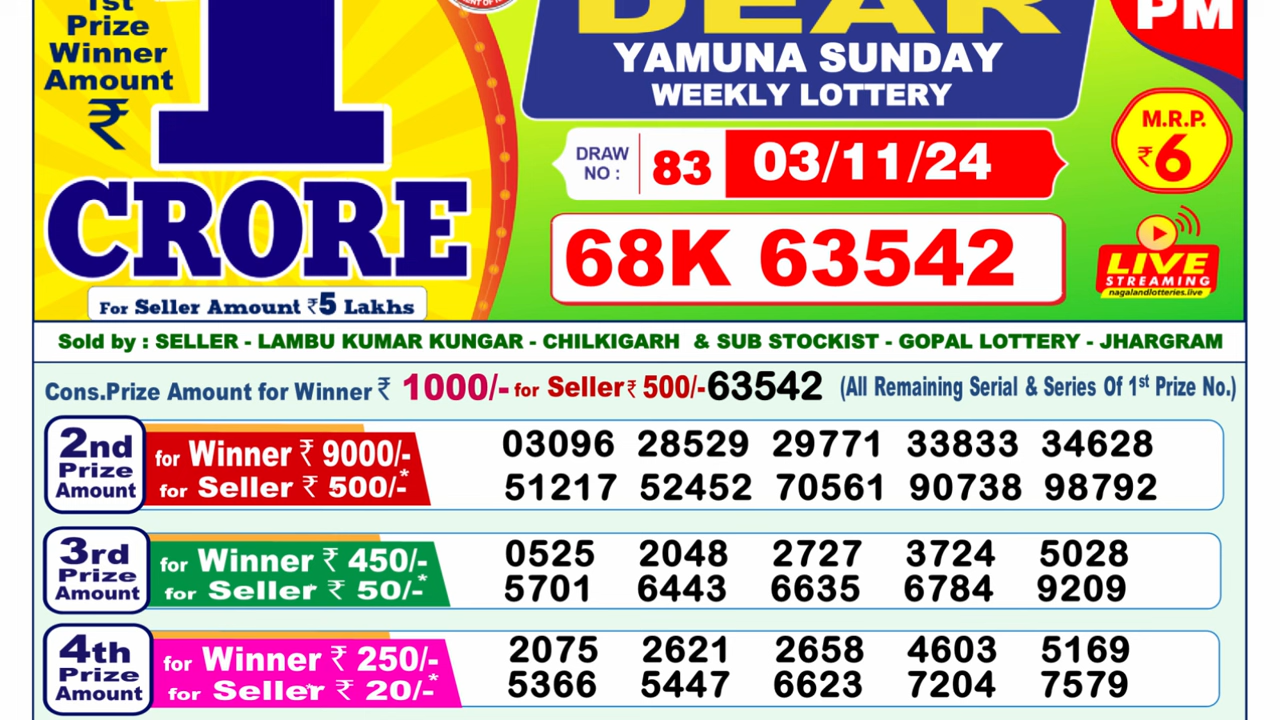 1st
Prize
Winner
Amount
₹
1
CRORE
For Seller Amount ₹5 Lakhs
DEAR
YAMUNA SUNDAY
WEEKLY LOTTERY
PM
DRAW NO : 83 03/11/24
M.R.P.
₹6
68K 63542
LIVE
STREAMING
nagalandlotteries.live
Sold by : SELLER - LAMBU KUMAR KUNGAR - CHILKIGARH & SUB STOCKIST - GOPAL LOTTERY - JHARGRAM
Cons.Prize Amount for Winner ₹ 1000/- for Seller ₹ 500/- 63542 (All Remaining Serial & Series Of 1st Prize No.)
2nd
Prize
Amount
for Winner ₹ 9000/-
for Seller ₹ 500/-*
03096 28529 29771 33833 34628
51217 52452 70561 90738 98792
3rd
Prize
Amount
for Winner ₹ 450/-
for Seller ₹ 50/-*
0525 2048 2727 3724 5028
5701 6443 6635 6784 9209
4th
Prize
Amount
for Winner ₹ 250/-
for Seller ₹ 20/-*
2075 2621 2658 4603 5169
5366 5447 6623 7204 7579